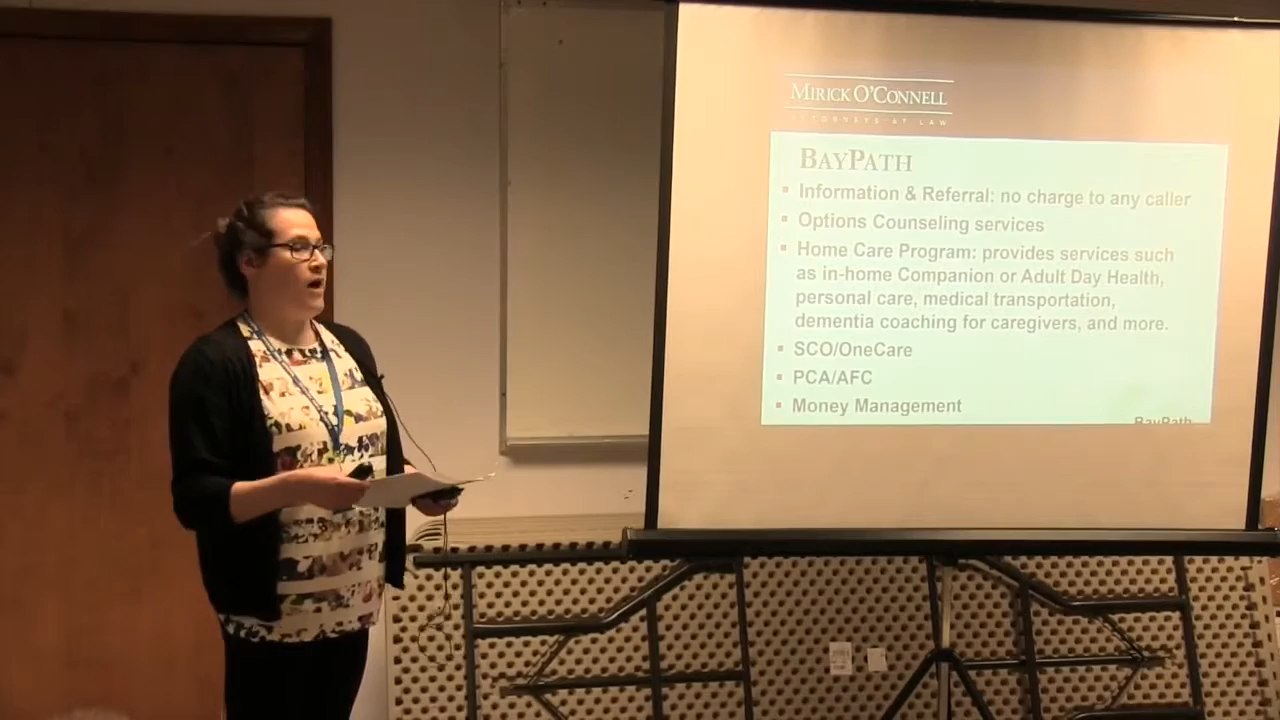 MIRICK O'CONNELL
ATTORNEYS AT LAW
BAYPATH
▪ Information & Referral: no charge to any caller
▪ Options Counseling services
▪ Home Care Program: provides services such
as in-home Companion or Adult Day Health,
personal care, medical transportation,
dementia coaching for caregivers, and more.
▪ SCO/OneCare
▪ PCA/AFC
▪ Money Management
BayPath